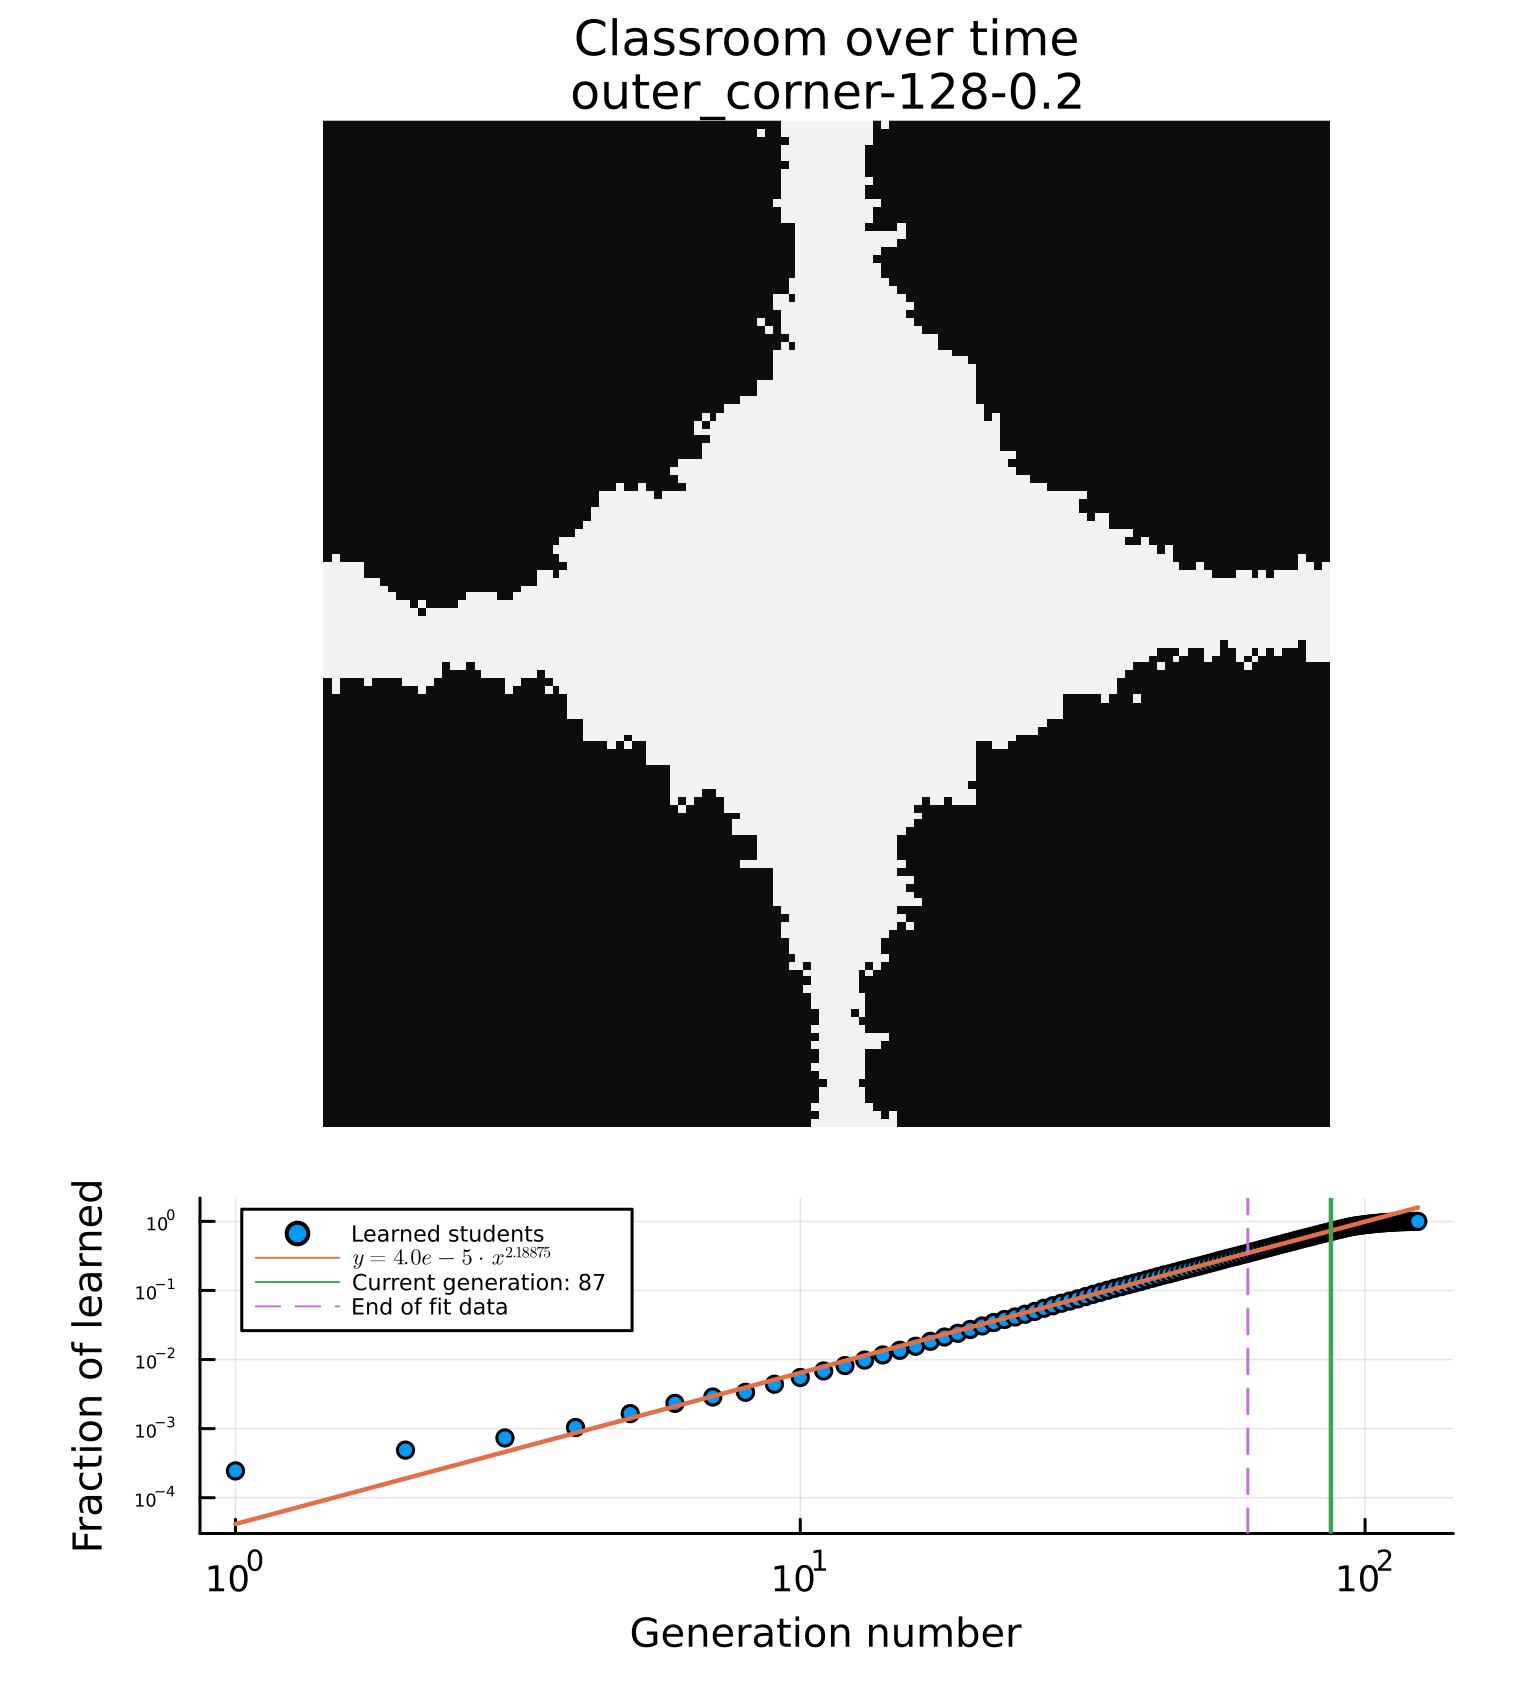 Classroom over time
outer_corner-128-0.2
Fraction of learned
10^0
10^−1
10^−2
10^−3
10^−4
Learned students
y = 4.0e − 5 · x^2.18875
Current generation: 87
End of fit data
10^0 10^1 10^2
Generation number